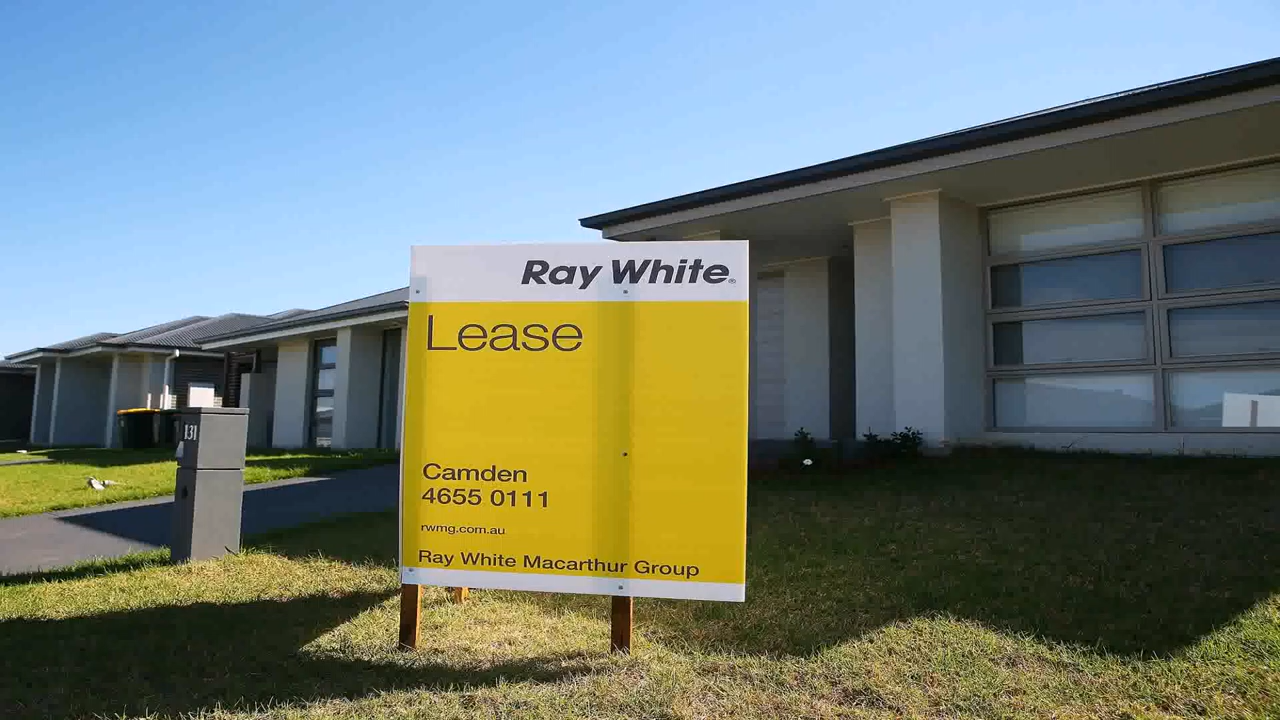 Ray White®
Lease
Camden
4655 0111
rwmg.com.au
Ray White Macarthur Group
131